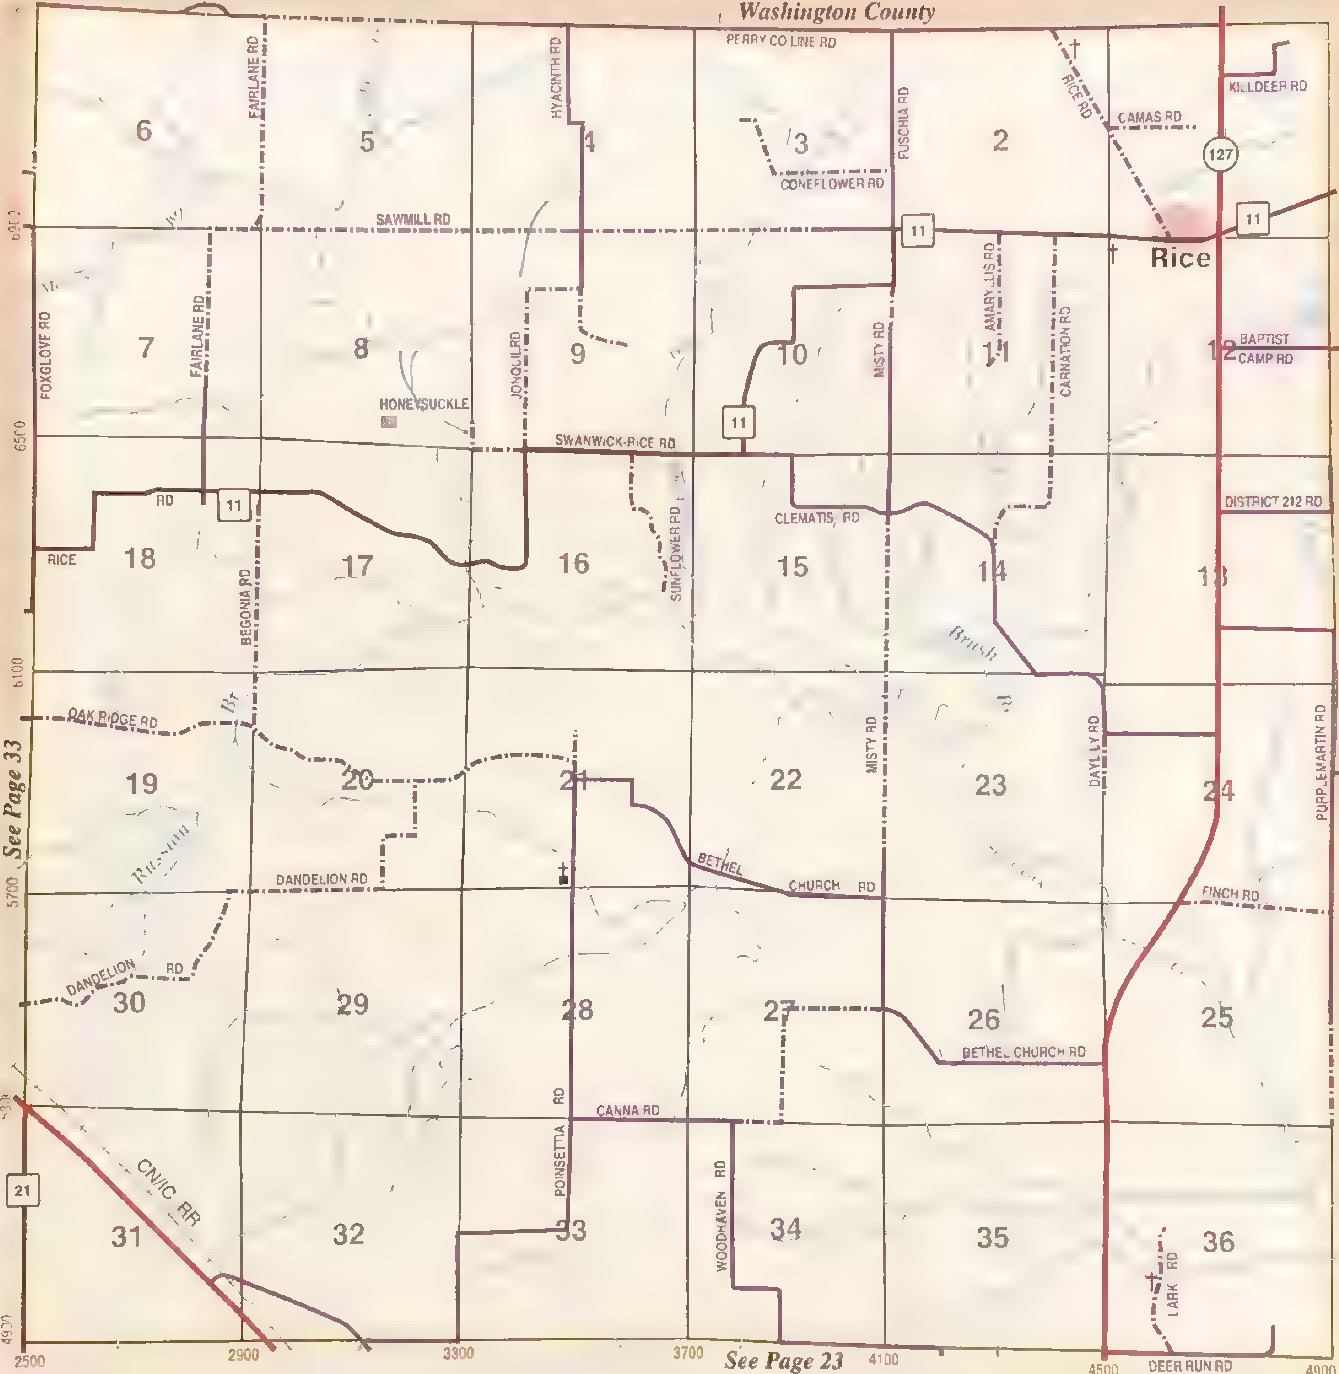 Washington County
PERRY CO LINE RD
FAIRLANE RD
HYACINTH RD
FUSCHIA RD
RICE RD
KILLDEER RD
CAMAS RD
6
5
4
3
2
127
CONEFLOWER RD
6900
SAWMILL RD
11
11
Rice
FOXGLOVE RD
FAIRLANE RD
JONQUIL RD
MISTY RD
AMARYLLIS RD
CARNATION RD
7
8
9
10
11
12
BAPTIST
CAMP RD
HONEYSUCKLE
11
6500
SWANWICK-RICE RD
RD
11
CLEMATIS RD
DISTRICT 212 RD
RICE
18
17
16
15
14
13
BEGONIA RD
SUNFLOWER RD
Brush
6100
Br
OAK RIDGE RD
MISTY RD
DAYLILY RD
PURPLEMARTIN RD
See Page 33
19
20
21
22
23
24
BETHEL
CHURCH RD
5700
DANDELION RD
FINCH RD
DANDELION RD
30
29
28
27
26
25
BETHEL CHURCH RD
CANNA RD
POINSETTIA RD
WOODHAVEN RD
21
CN/IC RR
31
32
33
34
35
36
LARK RD
4900
2500
2900
3300
3700
See Page 23
4100
4500
DEER RUN RD
4900